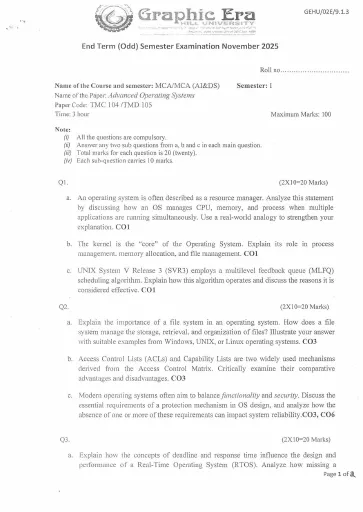 GEHU/02E/9.1.3
Graphic Era
HILL UNIVERSITY
End Term (Odd) Semester Examination November 2025
Roll no.................................
Name of the Course and semester: MCA/MCA (AI&DS) Semester: I
Name of the Paper: Advanced Operating Systems
Paper Code: TMC 104 /TMD 105
Time: 3 hour Maximum Marks: 100
Note:
(i) All the questions are compulsory.
(ii) Answer any two sub questions from a, b and c in each main question.
(iii) Total marks for each question is 20 (twenty).
(iv) Each sub-question carries 10 marks.
Q1. (2X10=20 Marks)
a. An operating system is often described as a resource manager. Analyze this statement
by discussing how an OS manages CPU, memory, and process when multiple
applications are running simultaneously. Use a real-world analogy to strengthen your
explanation. CO1
b. The kernel is the "core" of the Operating System. Explain its role in process
management, memory allocation, and file management. CO1
c. UNIX System V Release 3 (SVR3) employs a multilevel feedback queue (MLFQ)
scheduling algorithm. Explain how this algorithm operates and discuss the reasons it is
considered effective. CO1
Q2. (2X10=20 Marks)
a. Explain the importance of a file system in an operating system. How does a file
system manage the storage, retrieval, and organization of files? Illustrate your answer
with suitable examples from Windows, UNIX, or Linux operating systems. CO3
b. Access Control Lists (ACLs) and Capability Lists are two widely used mechanisms
derived from the Access Control Matrix. Critically examine their comparative
advantages and disadvantages. CO3
c. Modern operating systems often aim to balance functionality and security. Discuss the
essential requirements of a protection mechanism in OS design, and analyze how the
absence of one or more of these requirements can impact system reliability.CO3, CO6
Q3. (2X10=20 Marks)
a. Explain how the concepts of deadline and response time influence the design and
performance of a Real-Time Operating System (RTOS). Analyze how missing a
Page 1 of